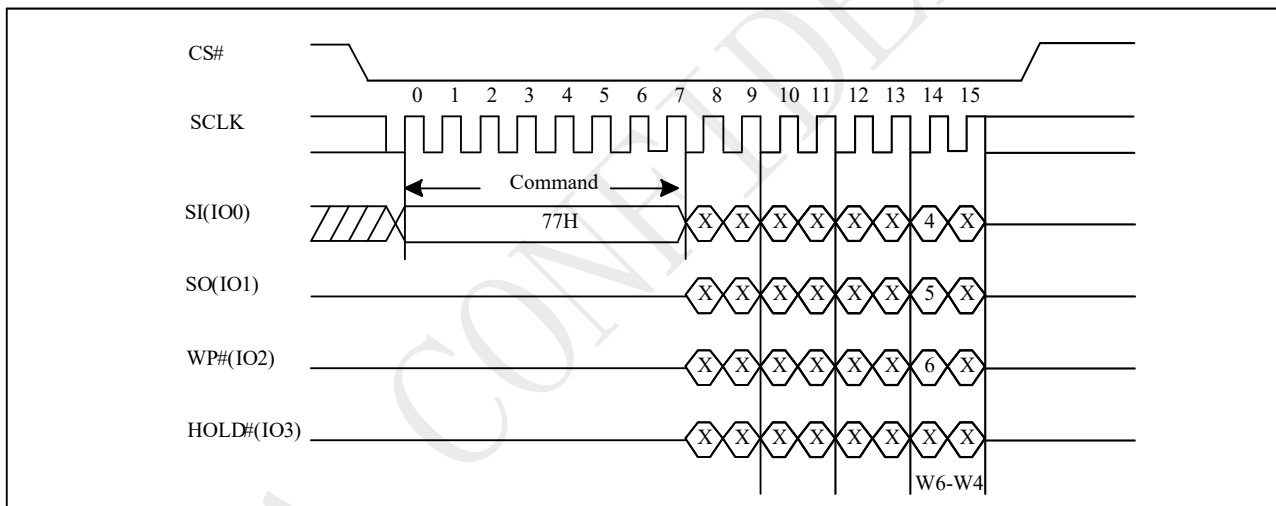 CS#
0 1 2 3 4 5 6 7 8 9 10 11 12 13 14 15
SCLK
Command
SI(IO0) 77H X X X X X X 4 X
SO(IO1) X X X X X X 5 X
WP#(IO2) X X X X X X 6 X
HOLD#(IO3) X X X X X X X X
W6-W4